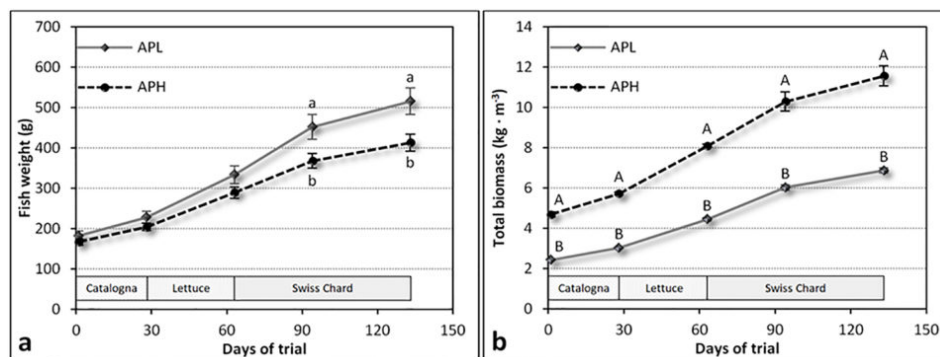 700
600
500
400
300
200
100
0
Fish weight (g)
APL
APH
a
a
b
b
Catalogna
Lettuce
Swiss Chard
0
30
60
90
120
150
Days of trial
a
14
12
10
8
6
4
2
0
Total biomass (kg · m⁻³)
APL
APH
A
A
A
A
A
B
B
B
B
B
Catalogna
Lettuce
Swiss Chard
0
30
60
90
120
150
Days of trial
b